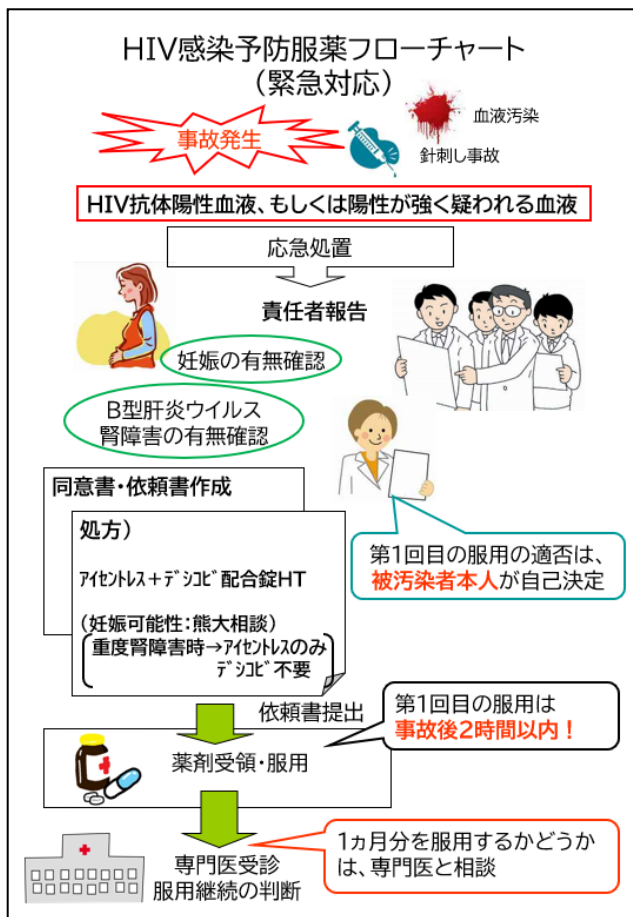 HIV感染予防服薬フローチャート
（緊急対応）
事故発生
血液汚染
針刺し事故
HIV抗体陽性血液、もしくは陽性が強く疑われる血液
応急処置
責任者報告
妊娠の有無確認
B型肝炎ウイルス
腎障害の有無確認
同意書・依頼書作成
処方）
ｱｲｾﾝﾄﾚｽ＋ﾃﾞｼｺﾋﾞ配合錠HT
(妊娠可能性：熊大相談)
重度腎障害時→ｱｲｾﾝﾄﾚｽのみ
ﾃﾞｼｺﾋﾞ不要
第1回目の服用の適否は、
被汚染者本人が自己決定
依頼書提出
第1回目の服用は
事故後2時間以内！
薬剤受領・服用
専門医受診
服用継続の判断
1ヵ月分を服用するかどうか
は、専門医と相談